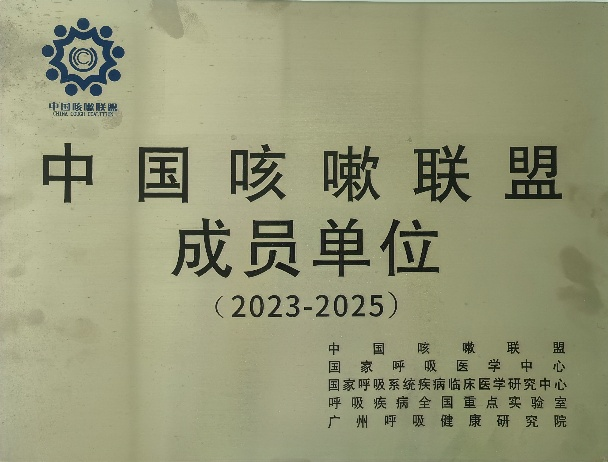 中国咳嗽联盟
CHINA COUGH COALITION
中国咳嗽联盟
成员单位
（2023-2025）
中国咳嗽联盟
国家呼吸医学中心
国家呼吸系统疾病临床医学研究中心
呼吸疾病全国重点实验室
广州呼吸健康研究院